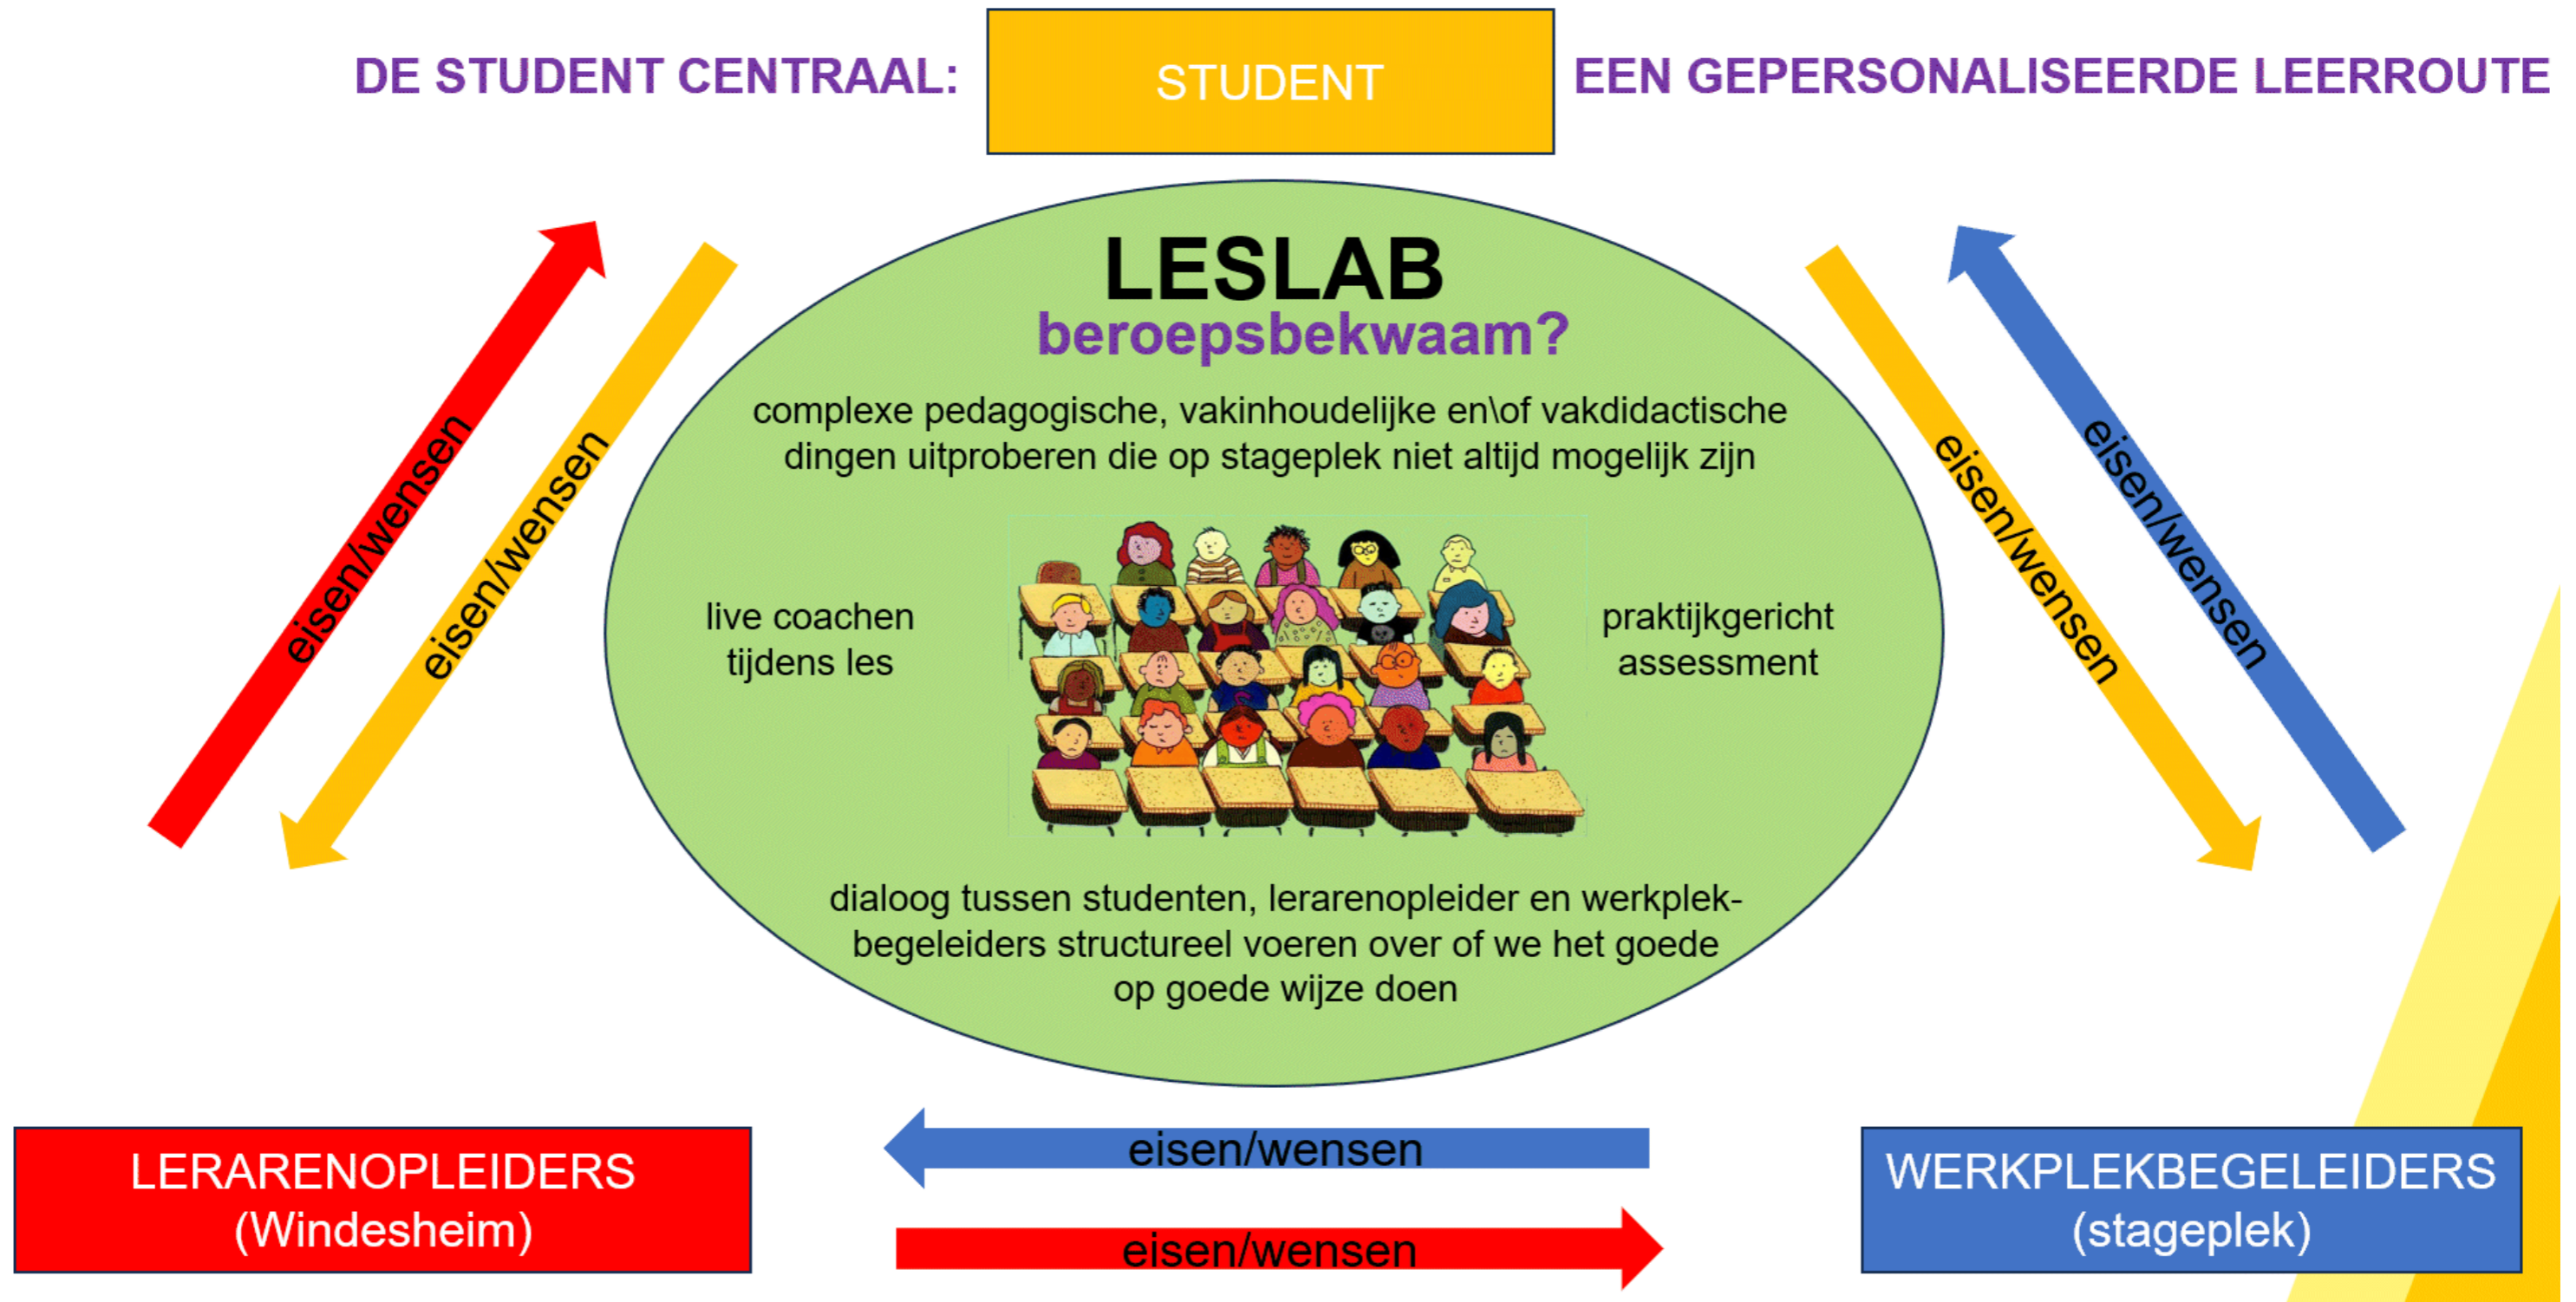 DE STUDENT CENTRAAL:
STUDENT
EEN GEPERSONALISEERDE LEERROUTE
LESLAB
beroepsbekwaam?
complexe pedagogische, vakinhoudelijke en\of vakdidactische
dingen uitproberen die op stageplek niet altijd mogelijk zijn
eisen/wensen
eisen/wensen
eisen/wensen
eisen/wensen
live coachen
tijdens les
praktijkgericht
assessment
dialoog tussen studenten, lerarenopleider en werkplek-
begeleiders structureel voeren over of we het goede
op goede wijze doen
LERARENOPLEIDERS
(Windesheim)
eisen/wensen
eisen/wensen
WERKPLEKBEGELEIDERS
(stageplek)